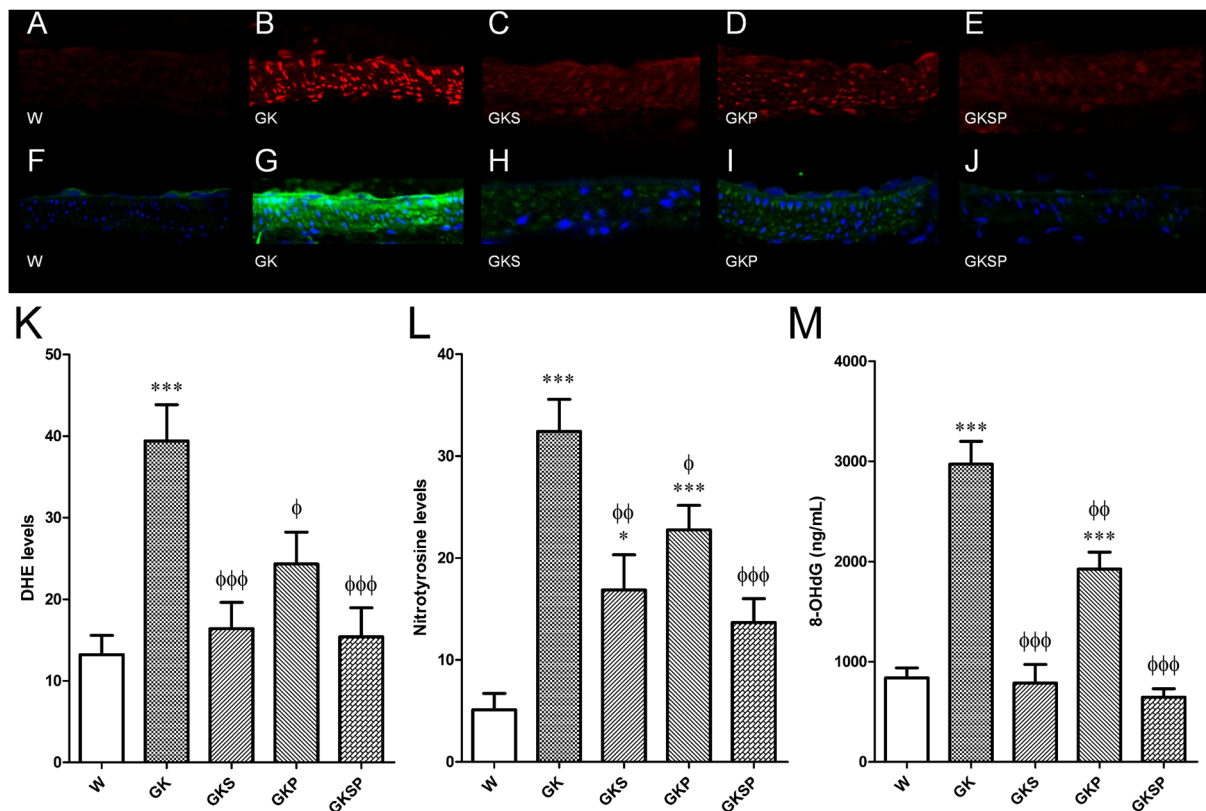 A B C D E
W GK GKS GKP GKSP
F G H I J
W GK GKS GKP GKSP
K
DHE levels
50
40
30
20
10
0
***
ϕϕϕ
ϕ
ϕϕϕ
W GK GKS GKP GKSP
L
Nitrotyrosine levels
40
30
20
10
0
***
ϕϕ
*
ϕ
***
ϕϕϕ
W GK GKS GKP GKSP
M
8-OHdG (ng/mL)
4000
3000
2000
1000
0
***
ϕϕϕ
ϕϕ
***
ϕϕϕ
W GK GKS GKP GKSP